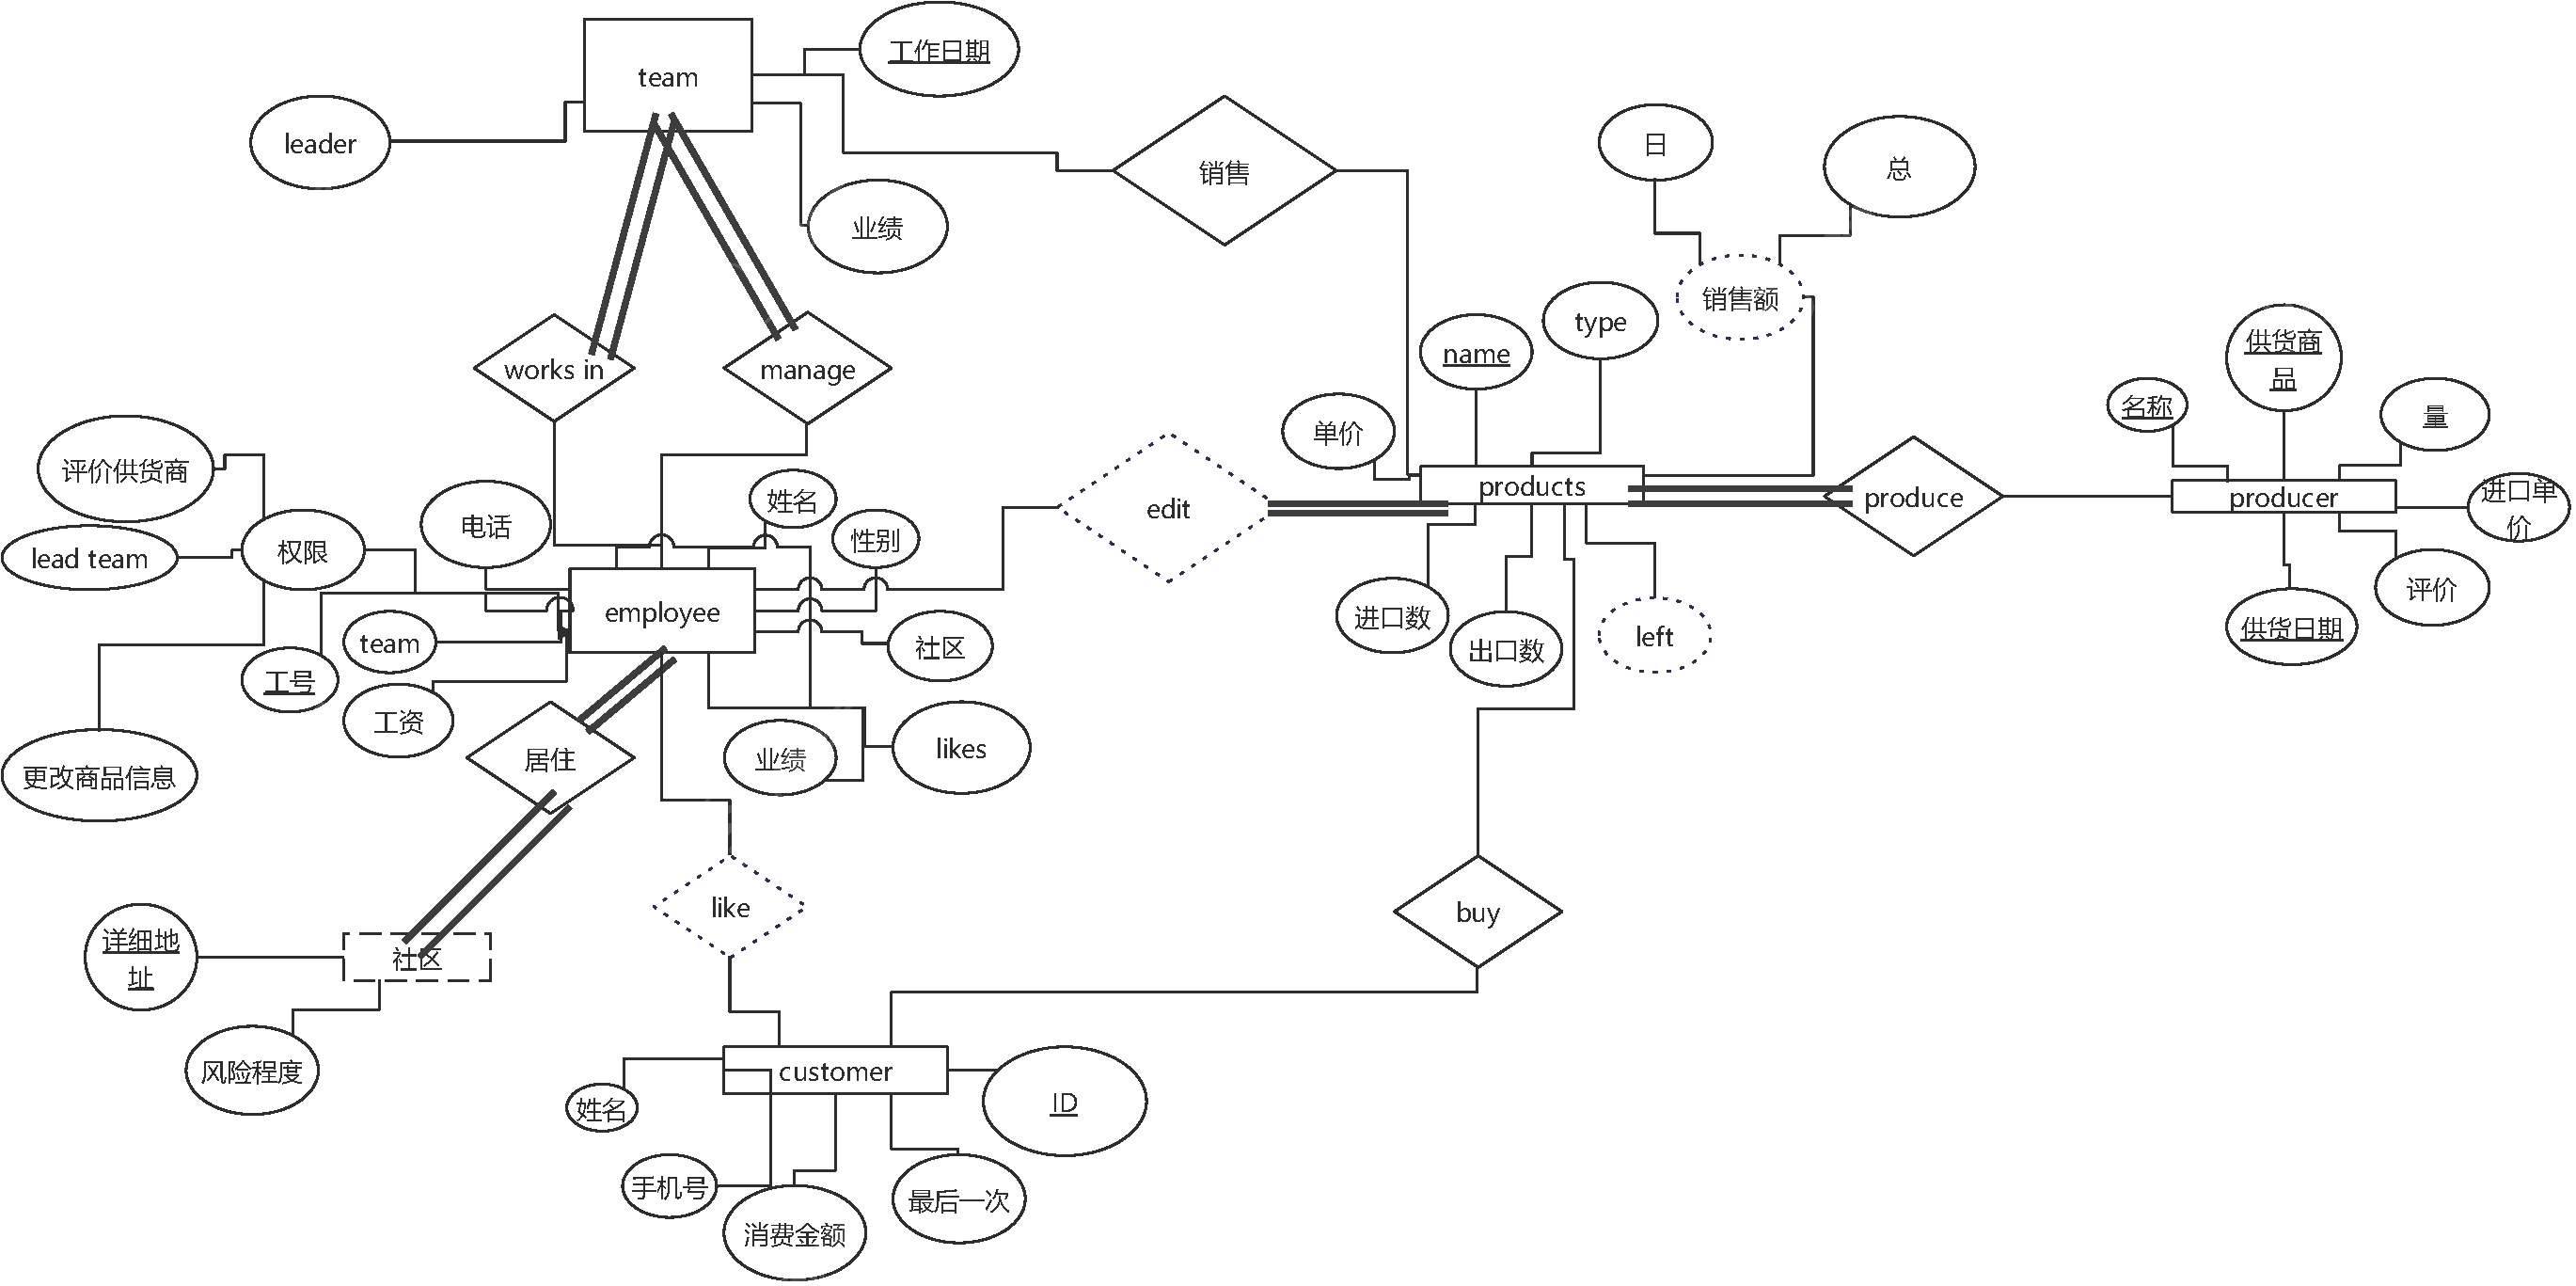 工作日期
team
leader
业绩
销售
日
总
销售额
type
name
单价
供货商
品
名称
量
works in
manage
评价供货商
电话
姓名
性别
权限
lead team
edit
products
produce
producer
进口单
价
employee
team
工号
工资
社区
进口数
出口数
left
评价
供货日期
居住
业绩
likes
更改商品信息
like
buy
详细地
址
社区
风险程度
customer
ID
姓名
手机号
消费金额
最后一次